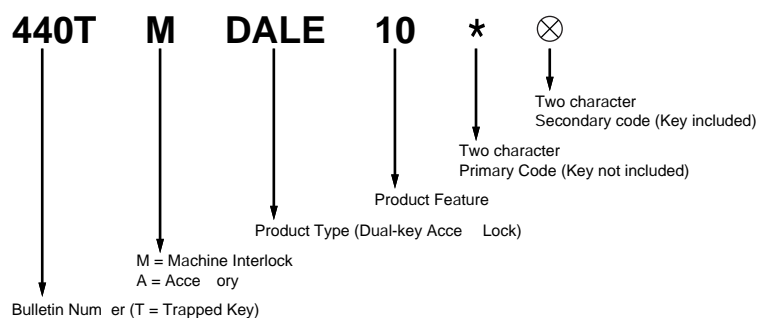 440T M DALE 10 * ⊗
Two character
Secondary code (Key included)
Two character
Primary Code (Key not included)
Product Feature
Product Type (Dual-key Acce Lock)
M = Machine Interlock
A = Acce ory
Bulletin Num er (T = Trapped Key)